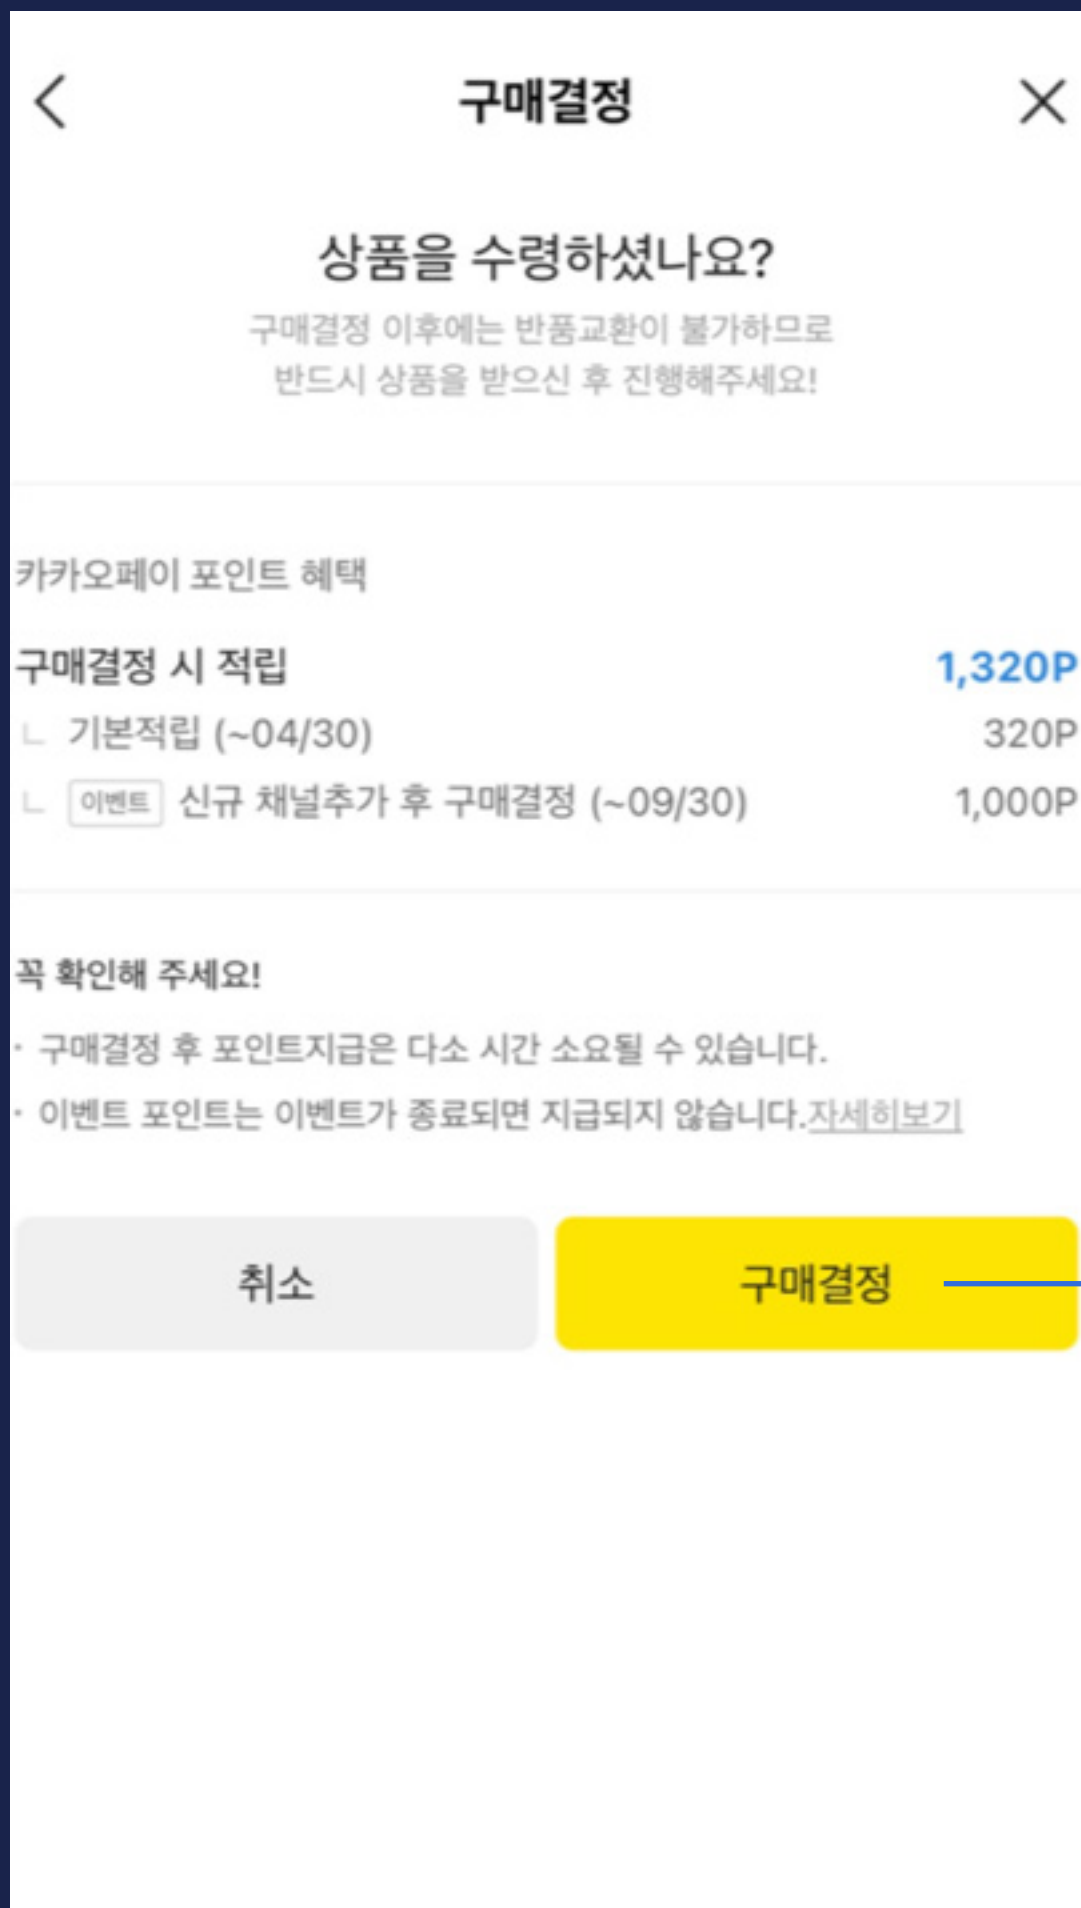 구매결정
상품을 수령하셨나요?
구매결정 이후에는 반품교환이 불가하므로
반드시 상품을 받으신 후 진행해주세요!
카카오페이 포인트 혜택
구매결정 시 적립 1,320P
ㄴ 기본적립 (~04/30) 320P
ㄴ 이벤트 신규 채널추가 후 구매결정 (~09/30) 1,000P
꼭 확인해 주세요!
· 구매결정 후 포인트지급은 다소 시간 소요될 수 있습니다.
· 이벤트 포인트는 이벤트가 종료되면 지급되지 않습니다.자세히보기
취소 구매결정